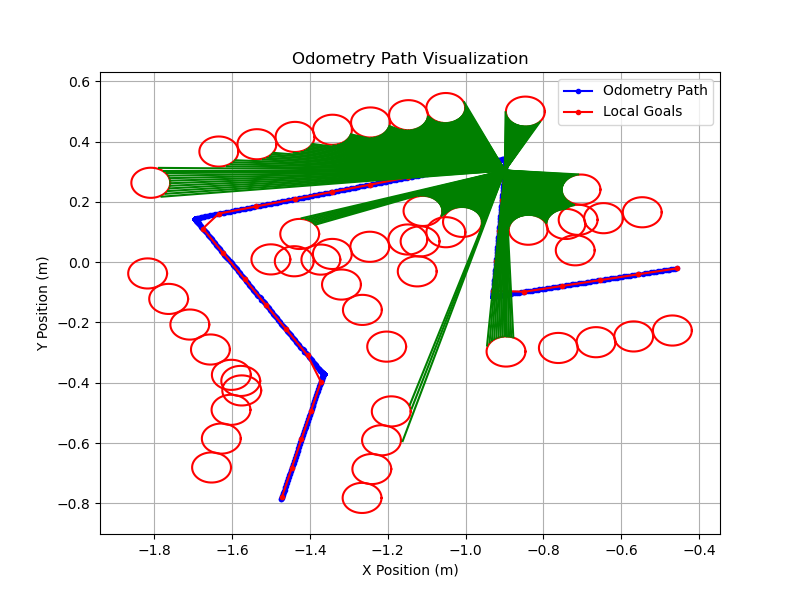 Odometry Path Visualization
Odometry Path
Local Goals
0.6
0.4
0.2
0.0
−0.2
−0.4
−0.6
−0.8
Y Position (m)
−1.8 −1.6 −1.4 −1.2 −1.0 −0.8 −0.6 −0.4
X Position (m)